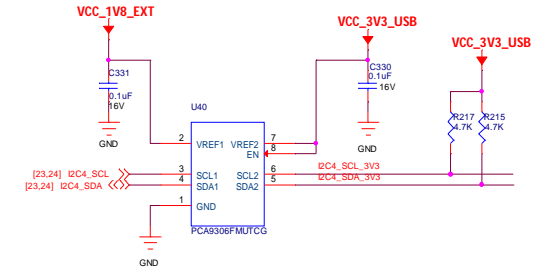 VCC_1V8_EXT
VCC_3V3_USB
VCC_3V3_USB
C331
0.1uF
16V
GND
C330
0.1uF
16V
GND
R217
4.7K
R215
4.7K
U40
2 VREF1 VREF2 7
EN 8
[23,24] I2C4_SCL 3 SCL1 SCL2 6 I2C4_SCL_3V3
[23,24] I2C4_SDA 4 SDA1 SDA2 5 I2C4_SDA_3V3
1 GND
PCA9306FMUTCG
GND